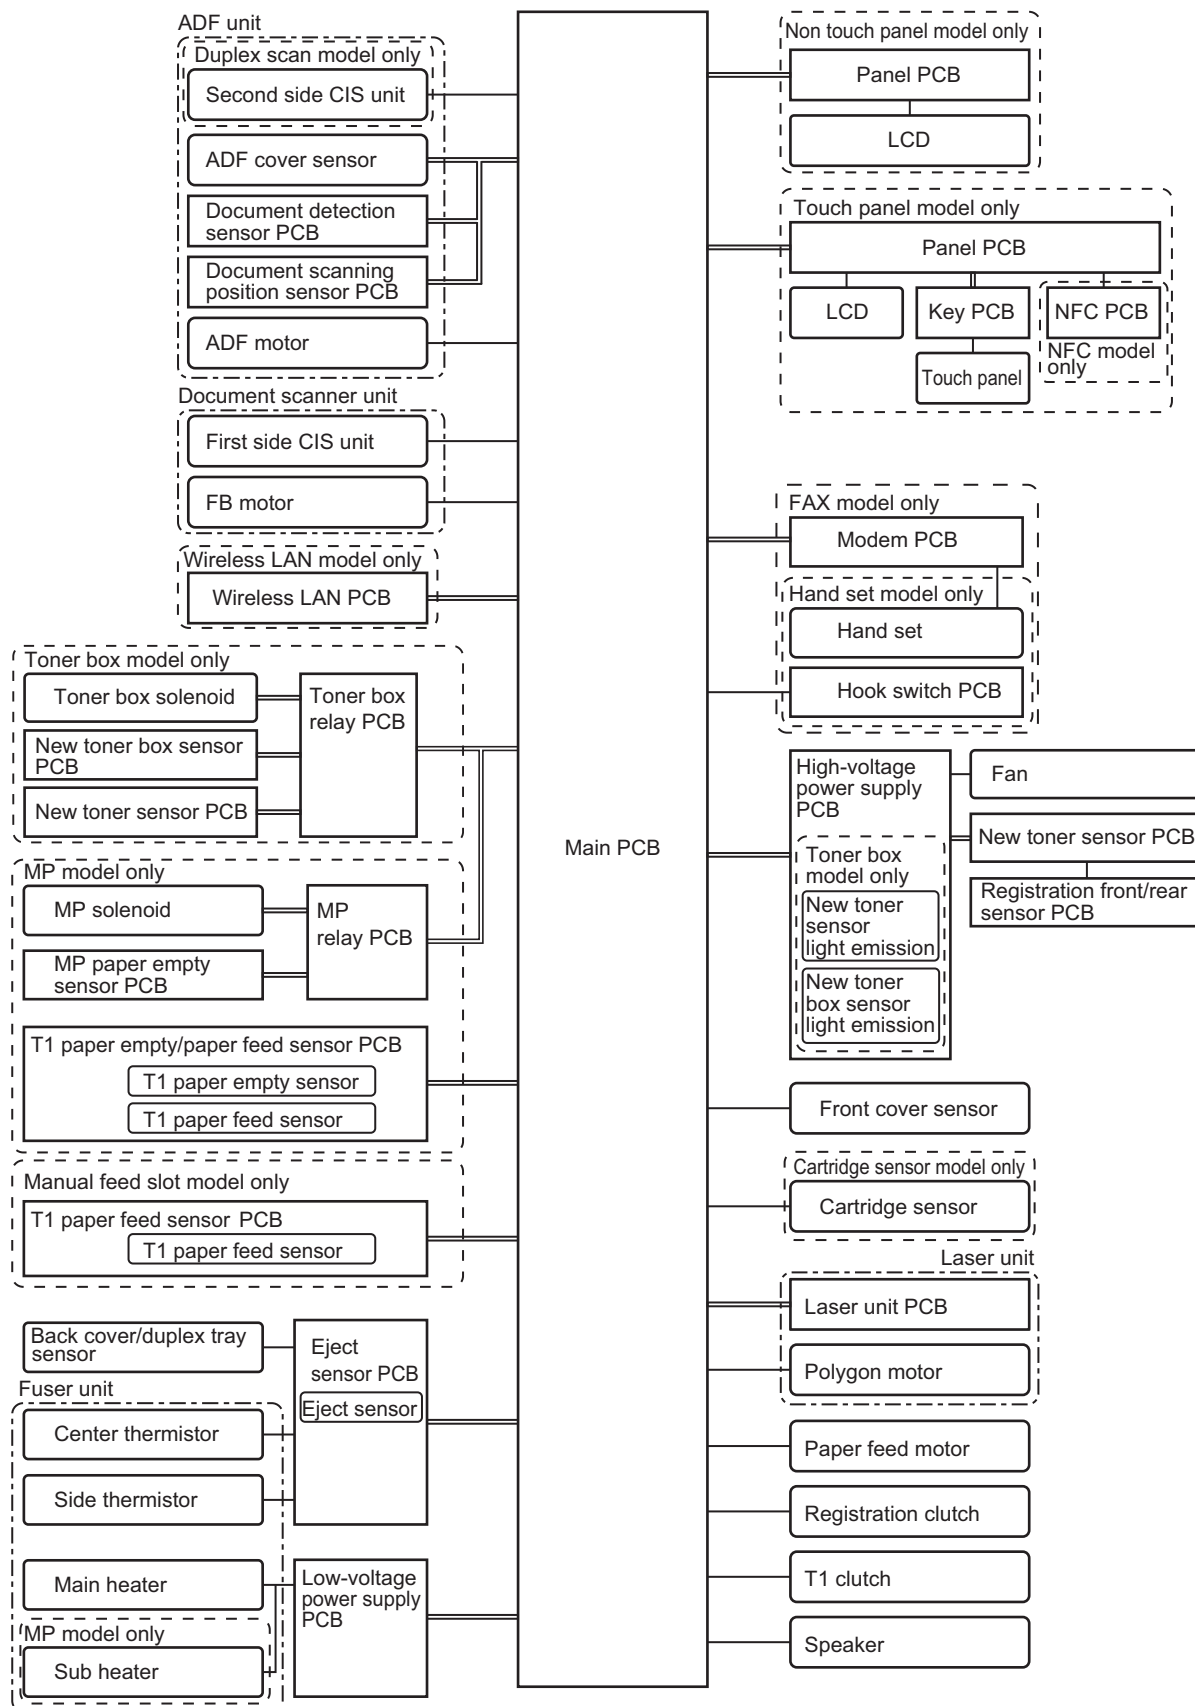 ADF unit
Duplex scan model only
Second side CIS unit
ADF cover sensor
Document detection
sensor PCB
Document scanning
position sensor PCB
ADF motor
Document scanner unit
First side CIS unit
FB motor
Wireless LAN model only
Wireless LAN PCB
Toner box model only
Toner box solenoid
New toner box sensor
PCB
New toner sensor PCB
Toner box
relay PCB
MP model only
MP solenoid
MP paper empty
sensor PCB
MP
relay PCB
T1 paper empty/paper feed sensor PCB
T1 paper empty sensor
T1 paper feed sensor
Manual feed slot model only
T1 paper feed sensor PCB
T1 paper feed sensor
Back cover/duplex tray
sensor
Eject
sensor PCB
Eject sensor
Fuser unit
Center thermistor
Side thermistor
Main heater
MP model only
Sub heater
Low-voltage
power supply
PCB
Main PCB
Non touch panel model only
Panel PCB
LCD
Touch panel model only
Panel PCB
LCD
Key PCB
NFC PCB
NFC model
only
Touch panel
FAX model only
Modem PCB
Hand set model only
Hand set
Hook switch PCB
High-voltage
power supply
PCB
Toner box
model only
New toner
sensor
light emission
New toner
box sensor
light emission
Fan
New toner sensor PCB
Registration front/rear
sensor PCB
Front cover sensor
Cartridge sensor model only
Cartridge sensor
Laser unit
Laser unit PCB
Polygon motor
Paper feed motor
Registration clutch
T1 clutch
Speaker